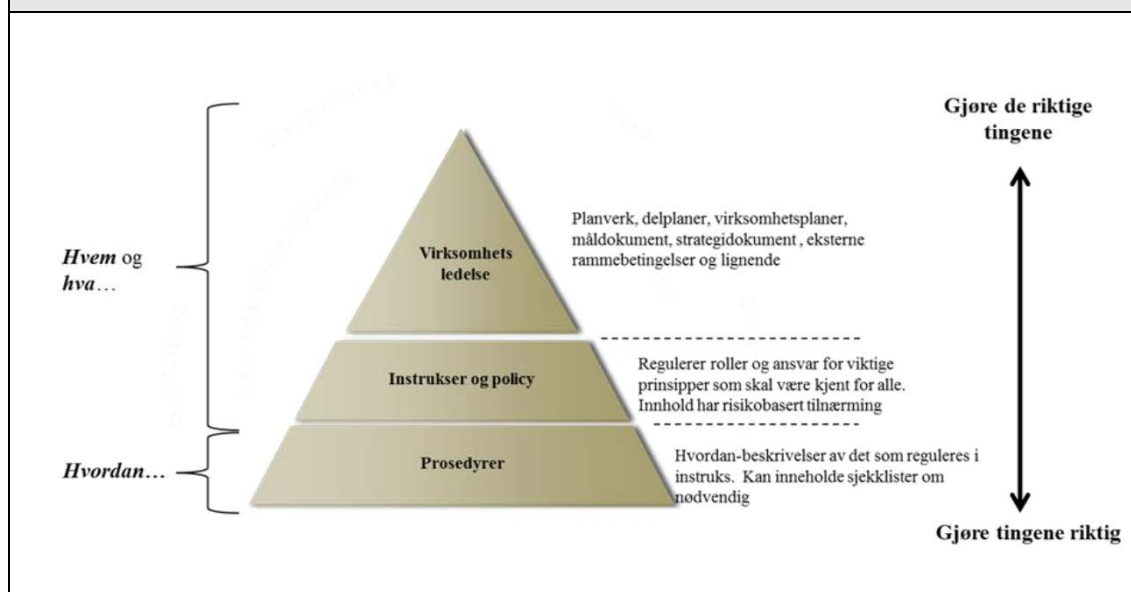 Gjøre de riktige
tingene
Hvem og
hva…
Virksomhets
ledelse
Planverk, delplaner, virksomhetsplaner,
måldokument, strategidokument , eksterne
rammebetingelser og lignende
Instrukser og policy
Regulerer roller og ansvar for viktige
prinsipper som skal være kjent for alle.
Innhold har risikobasert tilnærming
Hvordan…
Prosedyrer
Hvordan-beskrivelser av det som reguleres i
instruks.  Kan inneholde sjekklister om
nødvendig
Gjøre tingene riktig